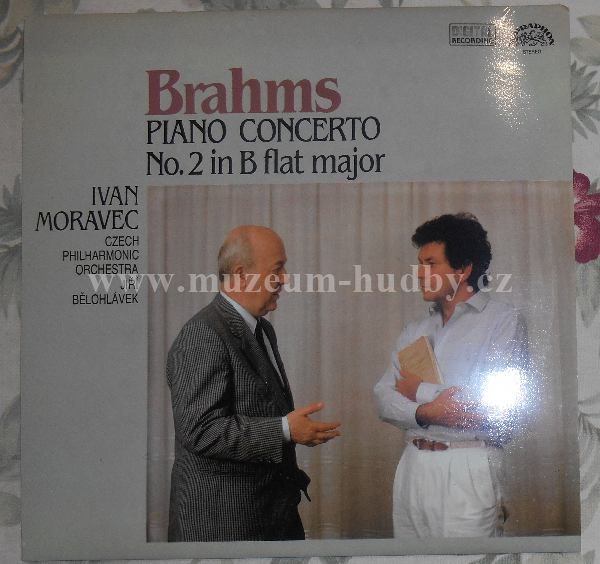 DIGITAL
RECORDING
SUPRAPHON
STEREO
Brahms
PIANO CONCERTO
No. 2 in B flat major
IVAN
MORAVEC
CZECH
PHILHARMONIC
ORCHESTRA
JIŘÍ
BĚLOHLÁVEK
www.muzeum-hudby.cz